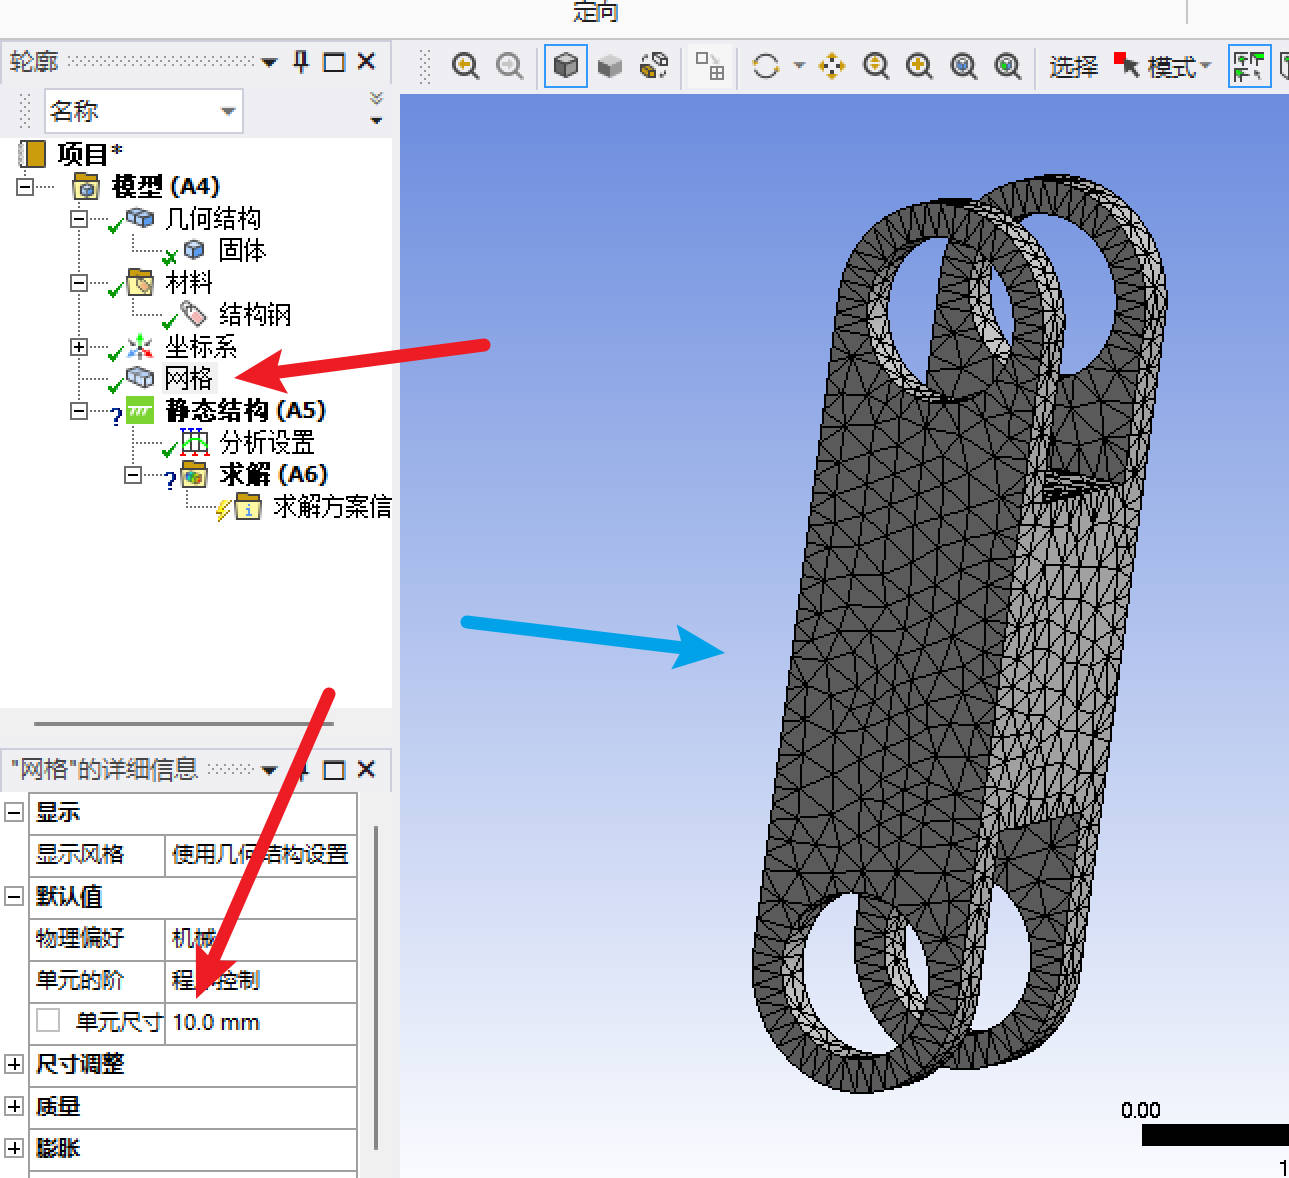 定向
轮廓
选择 模式
名称
项目*
模型 (A4)
几何结构
固体
材料
结构钢
坐标系
网格
静态结构 (A5)
分析设置
求解 (A6)
求解方案信
"网格"的详细信息
显示
显示风格 使用几何结构设置
默认值
物理偏好 机械
单元的阶 程序控制
单元尺寸 10.0 mm
尺寸调整
质量
膨胀
0.00
1